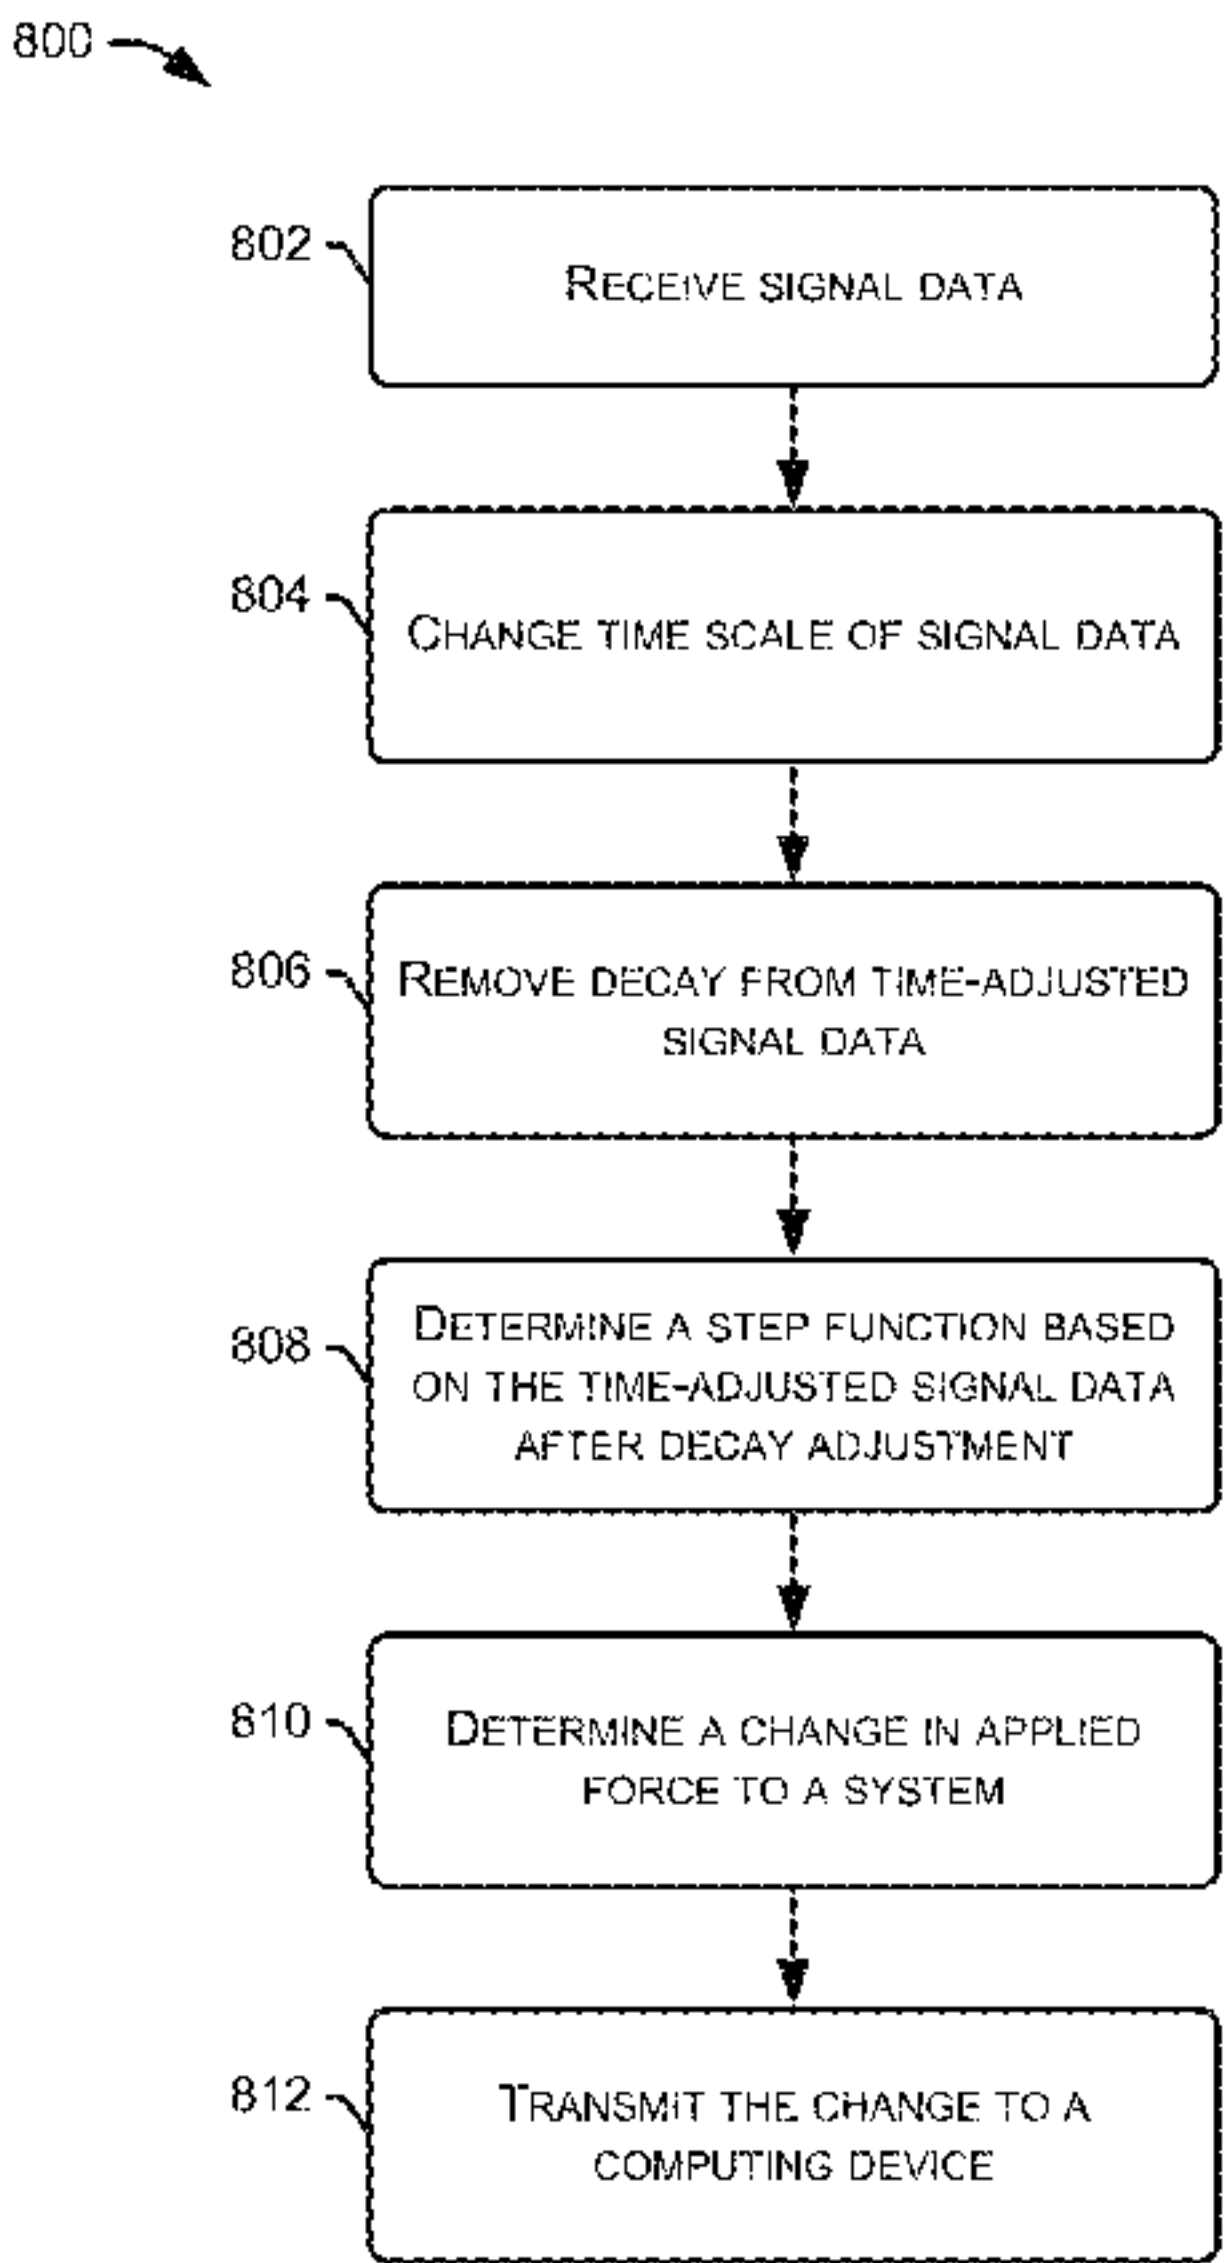 800
802
RECEIVE SIGNAL DATA
804
CHANGE TIME SCALE OF SIGNAL DATA
806
REMOVE DECAY FROM TIME-ADJUSTED
SIGNAL DATA
808
DETERMINE A STEP FUNCTION BASED
ON THE TIME-ADJUSTED SIGNAL DATA
AFTER DECAY ADJUSTMENT
810
DETERMINE A CHANGE IN APPLIED
FORCE TO A SYSTEM
812
TRANSMIT THE CHANGE TO A
COMPUTING DEVICE